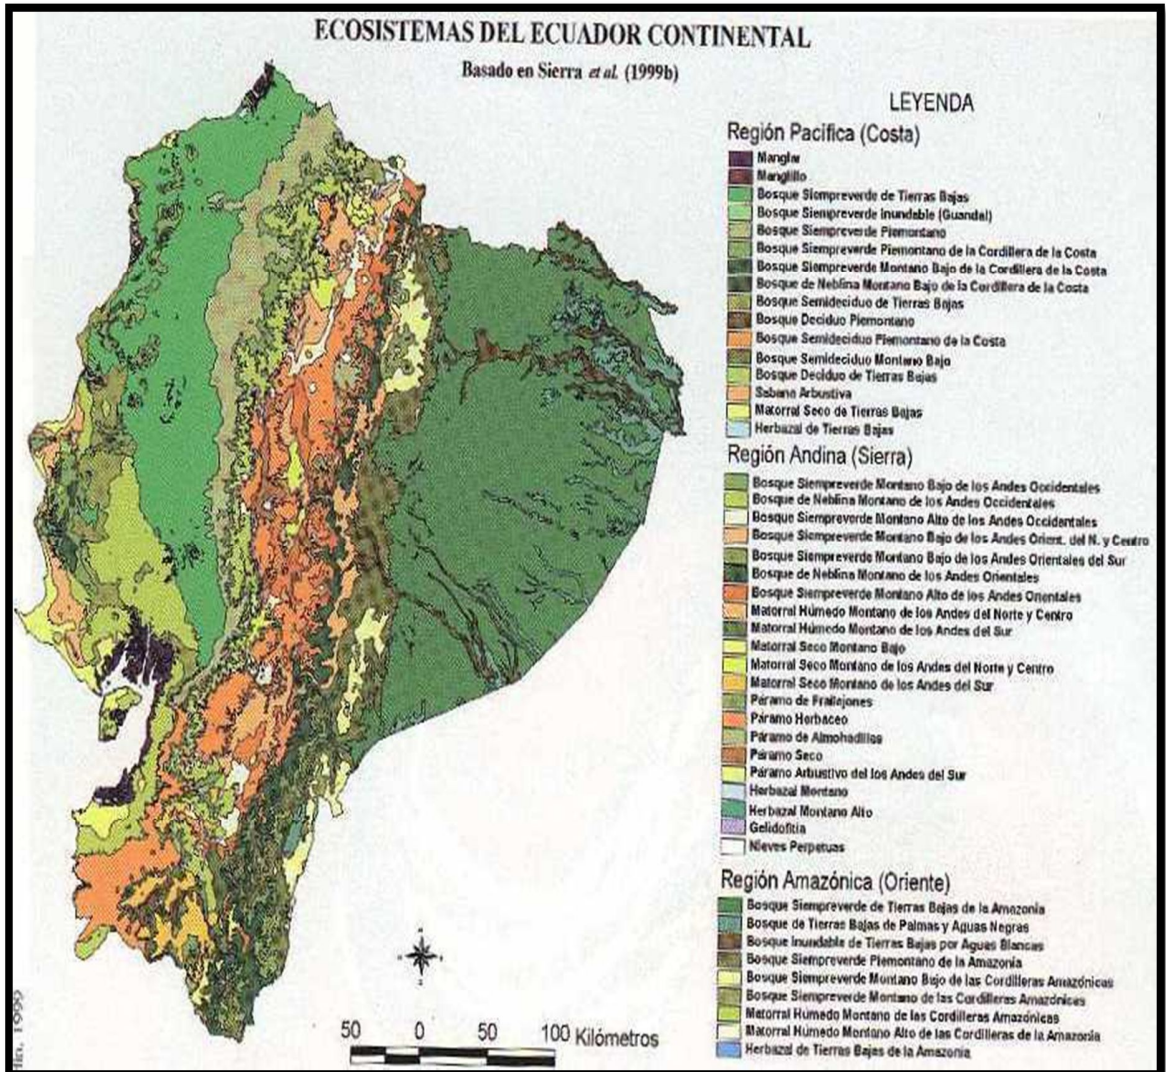 ECOSISTEMAS DEL ECUADOR CONTINENTAL
Basado en Sierra et al. (1999b)
LEYENDA
Región Pacifica (Costa)
Manglar
Manglillo
Bosque Siempreverde de Tierras Bajas
Bosque Siempreverde Inundable (Guandal)
Bosque Siempreverde Piemontano
Bosque Siempreverde Piemontano de la Cordillera de la Costa
Bosque Siempreverde Montano Bajo de la Cordillera de la Costa
Bosque de Neblina Montano Bajo de la Cordillera de la Costa
Bosque Semideciduo de Tierras Bajas
Bosque Deciduo Piemontano
Bosque Semideciduo Piemontano de la Costa
Bosque Semideciduo Montano Bajo
Bosque Deciduo de Tierras Bajas
Sabana Arbustiva
Matorral Seco de Tierras Bajas
Herbazal de Tierras Bajas
Región Andina (Sierra)
Bosque Siempreverde Montano Bajo de los Andes Occidentales
Bosque de Neblina Montano de los Andes Occidentales
Bosque Siempreverde Montano Alto de los Andes Occidentales
Bosque Siempreverde Montano Bajo de los Andes Orient. del N. y Centro
Bosque Siempreverde Montano Bajo de los Andes Orientales del Sur
Bosque de Neblina Montano de los Andes Orientales
Bosque Siempreverde Montano Alto de los Andes Orientales
Matorral Húmedo Montano de los Andes del Norte y Centro
Matorral Húmedo Montano de los Andes del Sur
Matorral Seco Montano Bajo
Matorral Seco Montano de los Andes del Norte y Centro
Matorral Seco Montano de los Andes del Sur
Páramo de Frailejones
Páramo Herbaceo
Páramo de Almohadillas
Páramo Seco
Páramo Arbustivo del los Andes del Sur
Herbazal Montano
Herbazal Montano Alto
Gelidofitia
Nieves Perpetuas
Región Amazónica (Oriente)
Bosque Siempreverde de Tierras Bajas de la Amazonia
Bosque de Tierras Bajas de Palmas y Aguas Negras
Bosque Inundable de Tierras Bajas por Aguas Blancas
Bosque Siempreverde Piemontano de la Amazonia
Bosque Siempreverde Montano Bajo de las Cordilleras Amazónicas
Bosque Siempreverde Montano de las Cordilleras Amazónicas
Matorral Húmedo Montano de las Cordilleras Amazónicas
Matorral Húmedo Montano Alto de las Cordilleras de la Amazonia
Herbazal de Tierras Bajas de la Amazonia
50 0 50 100 Kilómetros
1999